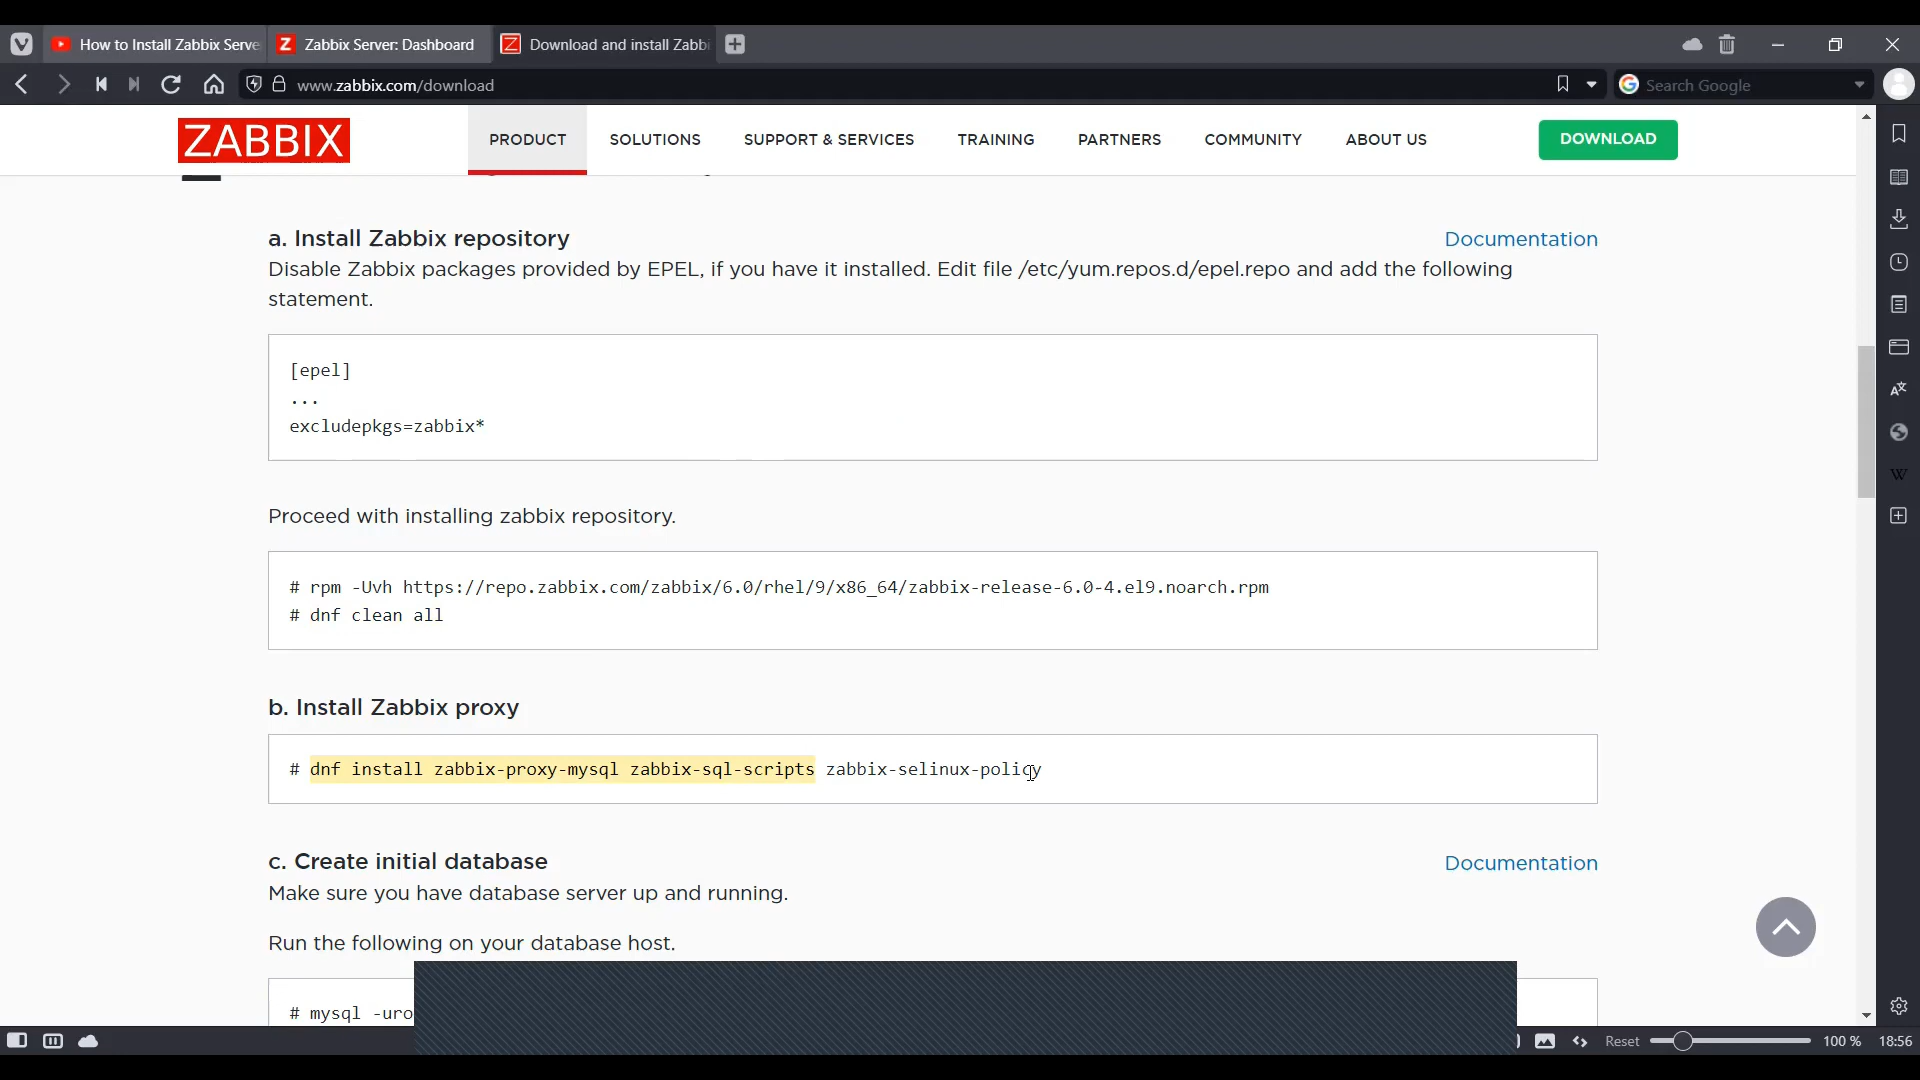 How to Install Zabbix Serve
Zabbix Server: Dashboard
Download and install Zabbi
www.zabbix.com/download
Search Google
ZABBIX
PRODUCT
SOLUTIONS
SUPPORT & SERVICES
TRAINING
PARTNERS
COMMUNITY
ABOUT US
DOWNLOAD
a. Install Zabbix repository
Documentation
Disable Zabbix packages provided by EPEL, if you have it installed. Edit file /etc/yum.repos.d/epel.repo and add the following
statement.
[epel]
...
excludepkgs=zabbix*
Proceed with installing zabbix repository.
# rpm -Uvh https://repo.zabbix.com/zabbix/6.0/rhel/9/x86_64/zabbix-release-6.0-4.el9.noarch.rpm
# dnf clean all
b. Install Zabbix proxy
# dnf install zabbix-proxy-mysql zabbix-sql-scripts zabbix-selinux-policy
c. Create initial database
Documentation
Make sure you have database server up and running.
Run the following on your database host.
# mysql -uro
Reset
100 %
18:56